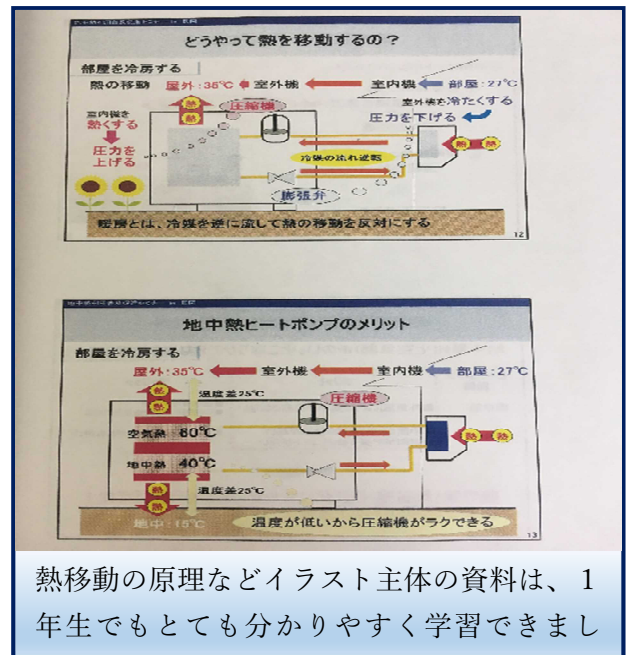 どうやって熱を移動するの？
部屋を冷房する
熱の移動 屋外:35℃ 室外機 室内機 部屋:27℃
熱
熱
圧縮機
室外機を冷たくする
圧力を下げる
室内機を
熱くする
圧力を
上げる
冷媒の流れ逆転
熱 熱
膨張弁
暖房とは、冷媒を逆に流して熱の移動を反対にする
12
地中熱ヒートポンプのメリット
部屋を冷房する
屋外:35℃ 室外機 室内機 部屋:27℃
熱
熱
温度差25℃
圧縮機
空気熱 60℃
熱 熱
地中熱 40℃
熱
熱
温度差25℃
地中:15℃
温度が低いから圧縮機がラクできる
13
熱移動の原理などイラスト主体の資料は、１
年生でもとても分かりやすく学習できまし